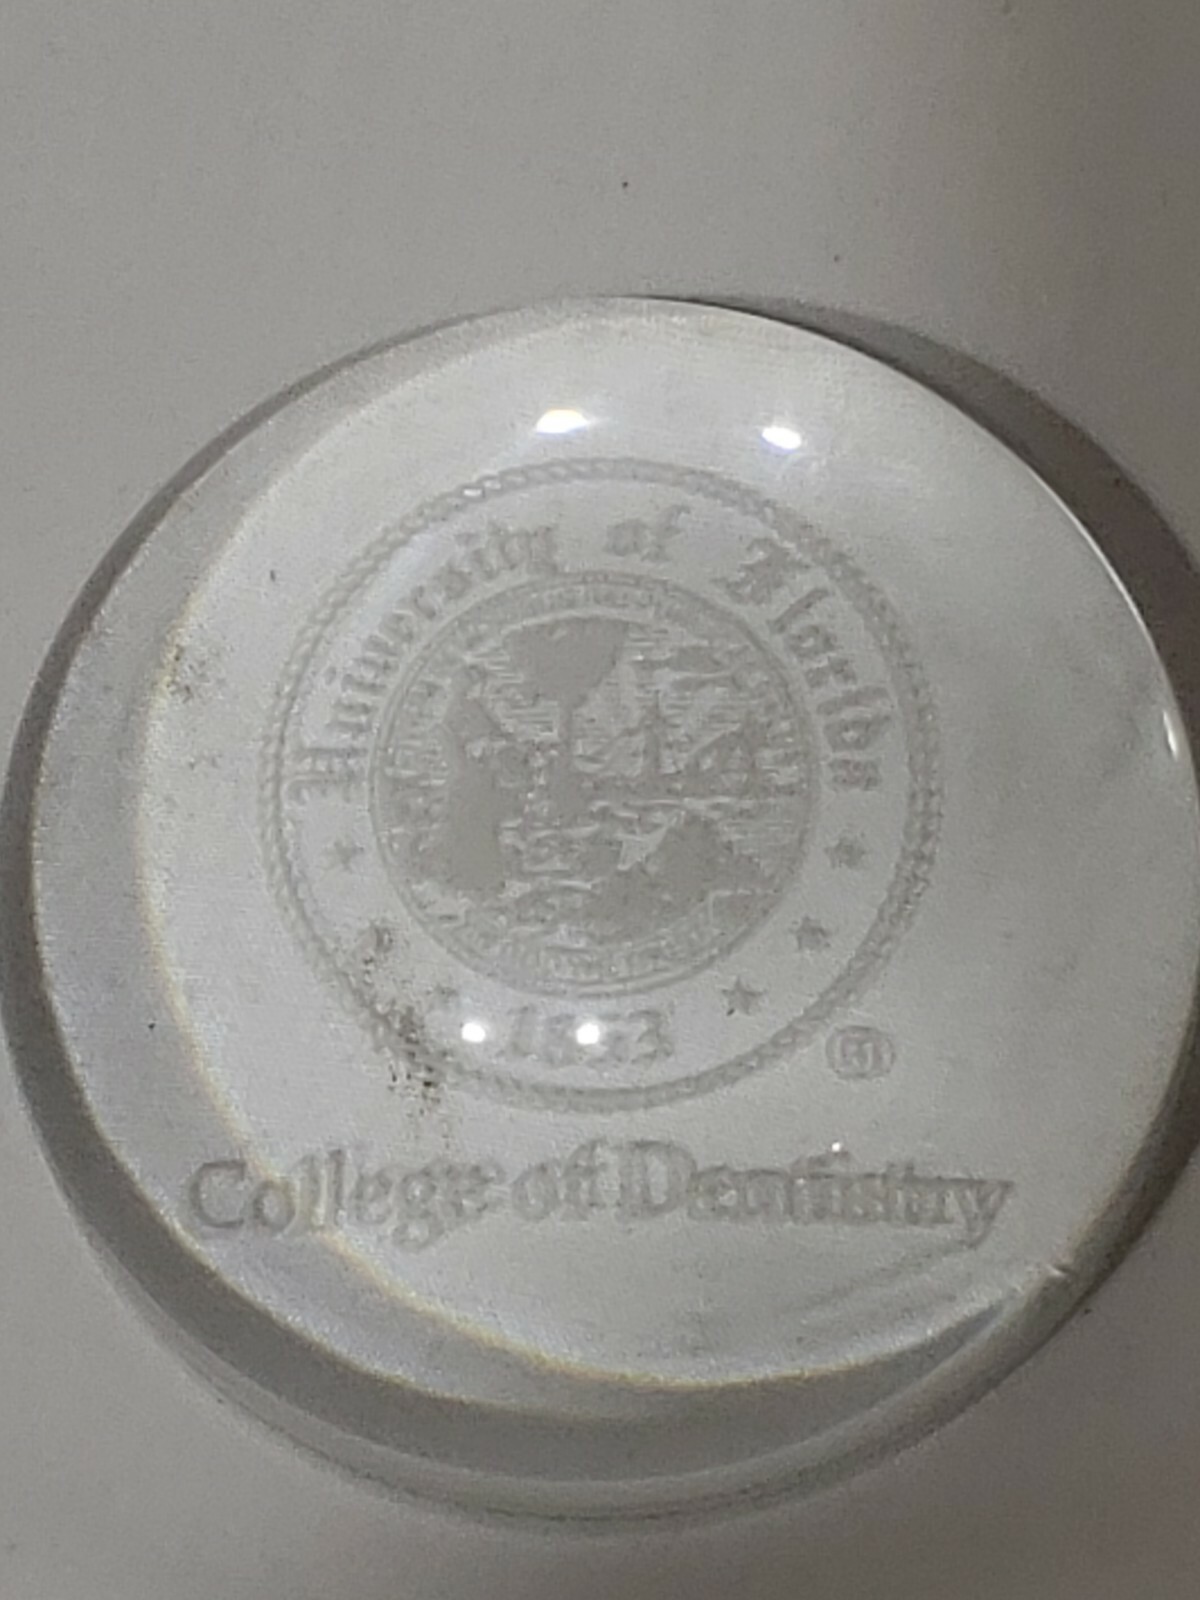 University of Florida
1853
®
College of Dentistry